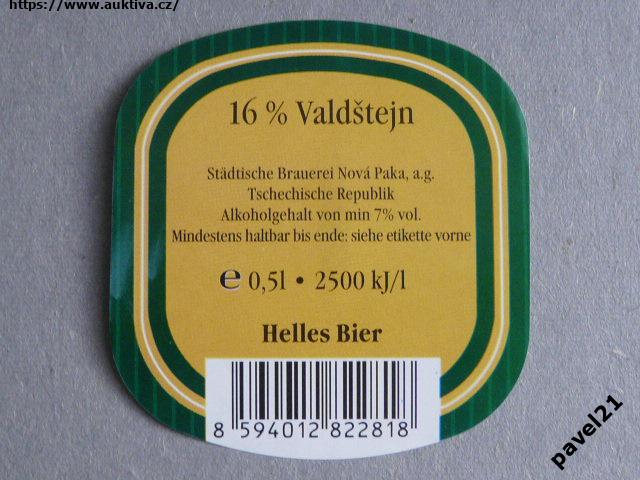 https://www.auktiva.cz/
16 % Valdštejn
Städtische Brauerei Nová Paka, a.g.
Tschechische Republik
Alkoholgehalt von min 7% vol.
Mindestens haltbar bis ende: siehe etikette vorne
℮ 0,5l • 2500 kJ/l
Helles Bier
8 594012 822818
pavel21